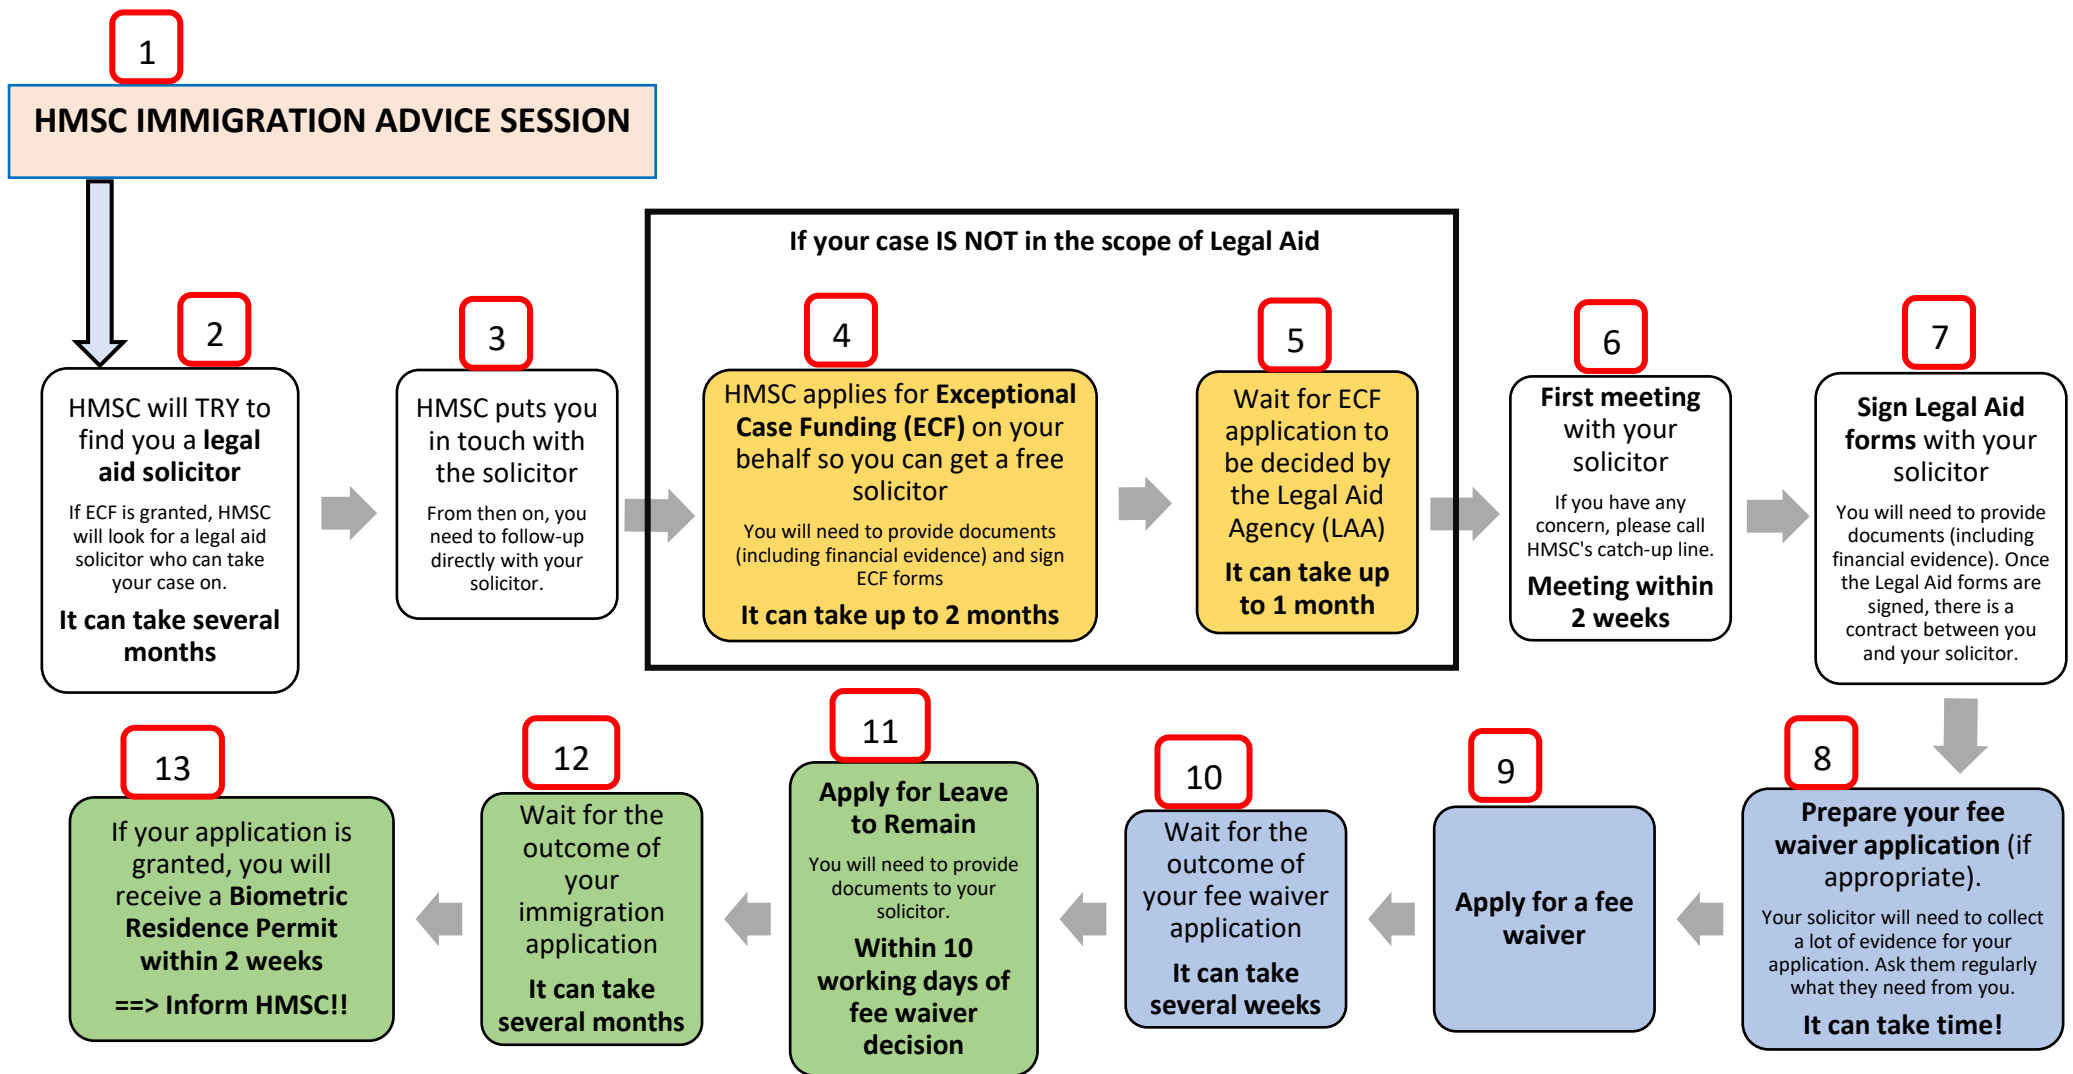 1
HMSC IMMIGRATION ADVICE SESSION
If your case IS NOT in the scope of Legal Aid
2
HMSC will TRY to
find you a legal
aid solicitor
If ECF is granted, HMSC
will look for a legal aid
solicitor who can take
your case on.
It can take several
months
3
HMSC puts you
in touch with
the solicitor
From then on, you
need to follow-up
directly with your
solicitor.
4
HMSC applies for Exceptional
Case Funding (ECF) on your
behalf so you can get a free
solicitor
You will need to provide documents
(including financial evidence) and sign
ECF forms
It can take up to 2 months
5
Wait for ECF
application to
be decided by
the Legal Aid
Agency (LAA)
It can take up
to 1 month
6
First meeting
with your
solicitor
If you have any
concern, please call
HMSC's catch-up line.
Meeting within
2 weeks
7
Sign Legal Aid
forms with your
solicitor
You will need to provide
documents (including
financial evidence). Once
the Legal Aid forms are
signed, there is a
contract between you
and your solicitor.
8
Prepare your fee
waiver application (if
appropriate).
Your solicitor will need to collect
a lot of evidence for your
application. Ask them regularly
what they need from you.
It can take time!
9
Apply for a fee
waiver
10
Wait for the
outcome of
your fee waiver
application
It can take
several weeks
11
Apply for Leave
to Remain
You will need to provide
documents to your
solicitor.
Within 10
working days of
fee waiver
decision
12
Wait for the
outcome of
your
immigration
application
It can take
several months
13
If your application is
granted, you will
receive a Biometric
Residence Permit
within 2 weeks
==> Inform HMSC!!